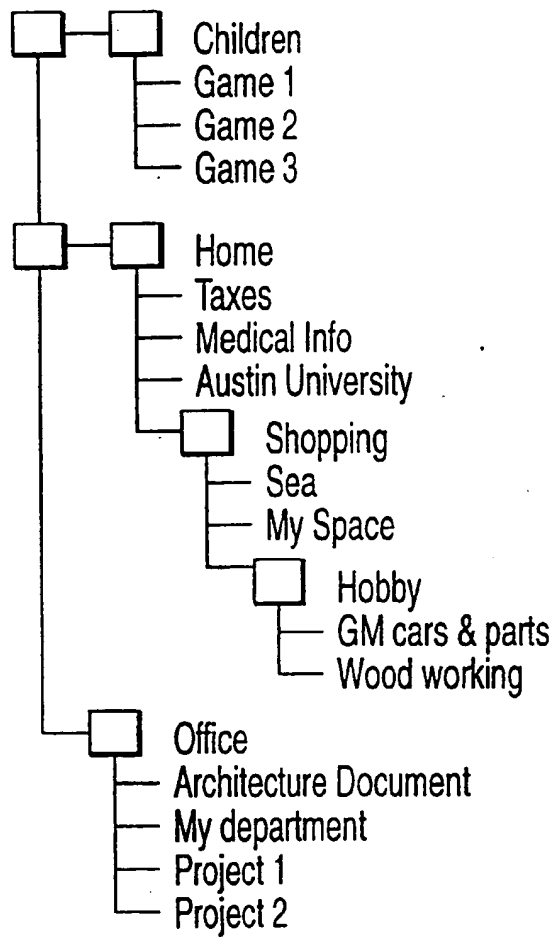 Children
Game 1
Game 2
Game 3
Home
Taxes
Medical Info
Austin University
Shopping
Sea
My Space
Hobby
GM cars & parts
Wood working
Office
Architecture Document
My department
Project 1
Project 2